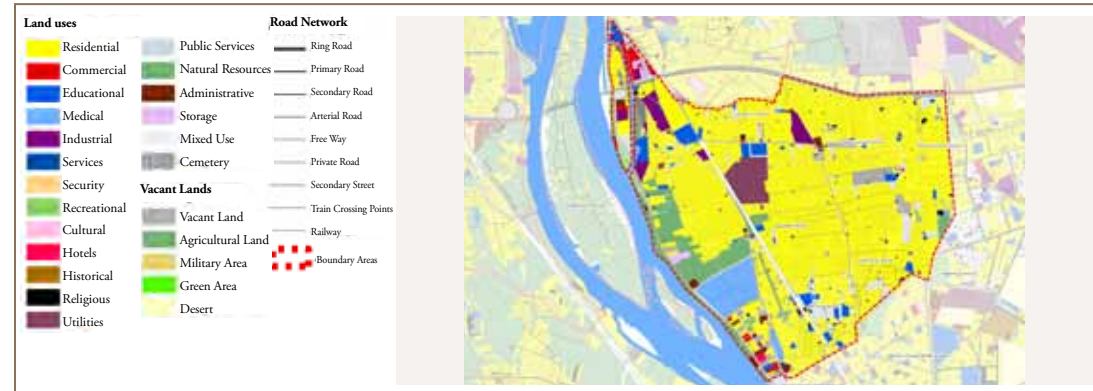 Land uses
Residential
Commercial
Educational
Medical
Industrial
Services
Security
Recreational
Cultural
Hotels
Historical
Religious
Utilities
Public Services
Natural Resources
Administrative
Storage
Mixed Use
Cemetery
Vacant Lands
Vacant Land
Agricultural Land
Military Area
Green Area
Desert
Road Network
Ring Road
Primary Road
Secondary Road
Arterial Road
Free Way
Private Road
Secondary Street
Train Crossing Points
Railway
Boundary Areas